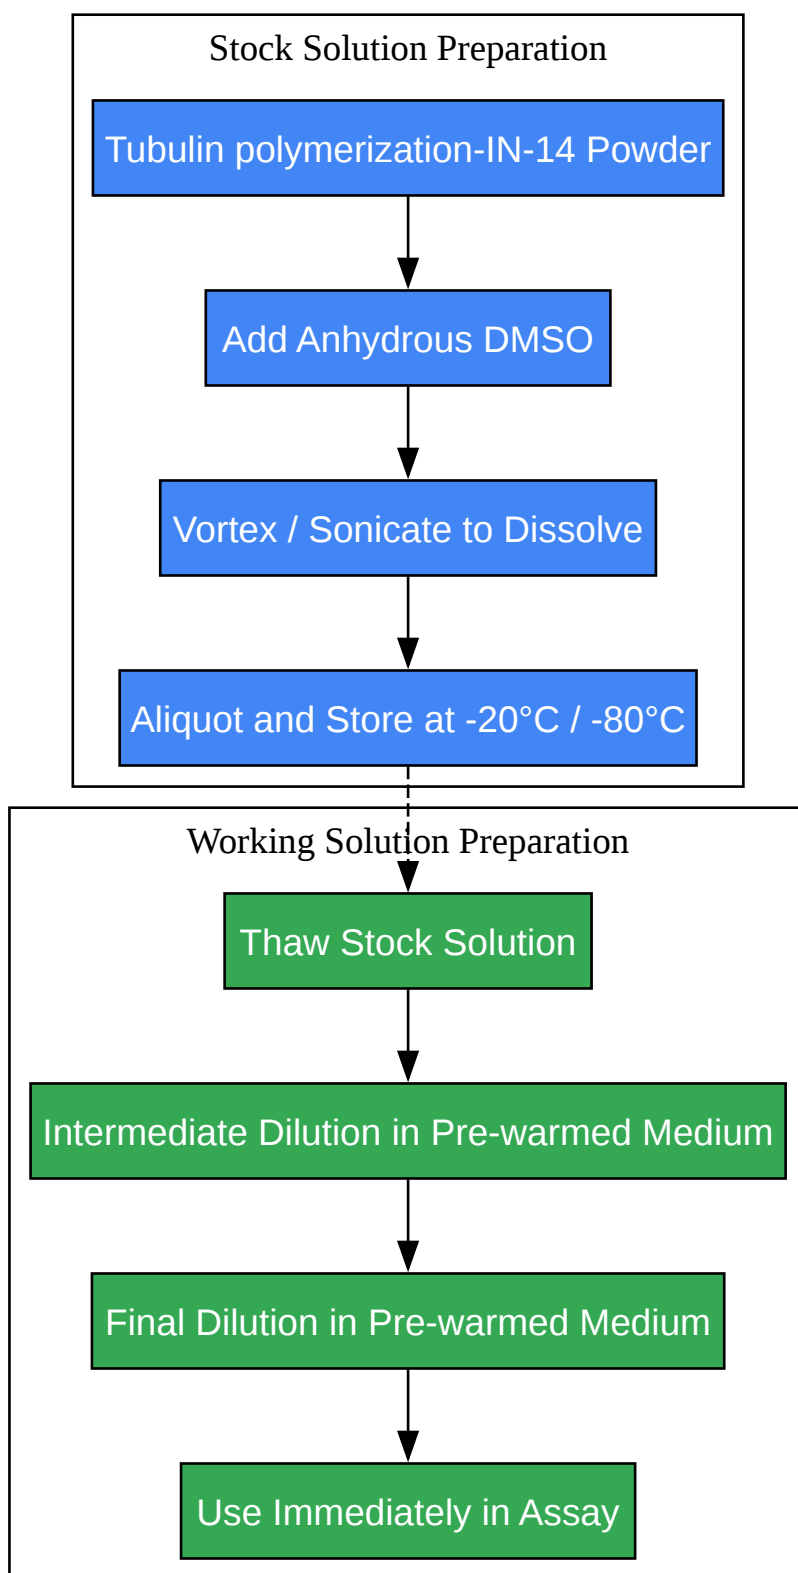 Stock Solution Preparation
Tubulin polymerization-IN-14 Powder
Add Anhydrous DMSO
Vortex / Sonicate to Dissolve
Aliquot and Store at -20°C / -80°C
Working Solution Preparation
Thaw Stock Solution
Intermediate Dilution in Pre-warmed Medium
Final Dilution in Pre-warmed Medium
Use Immediately in Assay